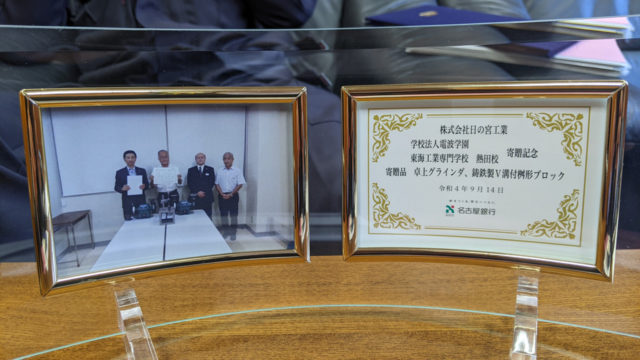 株式会社日の宮工業
学校法人電波学園
東海工業専門学校 熱田校 寄贈記念
寄贈品 卓上グラインダ、鋳鉄製V溝付桝形ブロック
令和4年9月14日
名古屋銀行